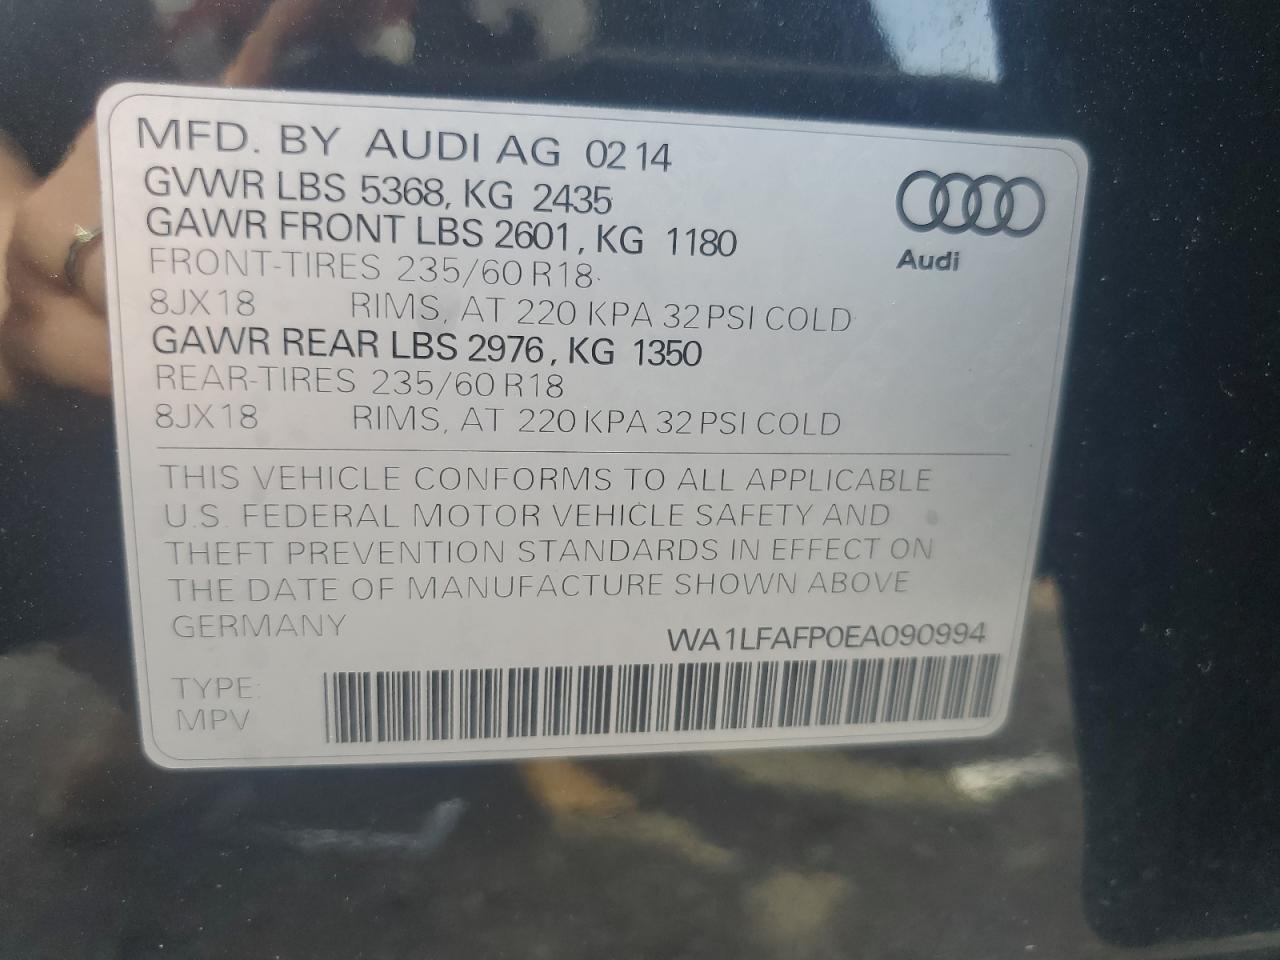 MFD. BY AUDI AG 02 14
GVWR LBS 5368, KG 2435
GAWR FRONT LBS 2601, KG 1180
FRONT-TIRES 235/60 R18
8JX18 RIMS, AT 220 KPA 32 PSI COLD
GAWR REAR LBS 2976, KG 1350
REAR-TIRES 235/60 R18
8JX18 RIMS, AT 220 KPA 32 PSI COLD
Audi
THIS VEHICLE CONFORMS TO ALL APPLICABLE
U.S. FEDERAL MOTOR VEHICLE SAFETY AND
THEFT PREVENTION STANDARDS IN EFFECT ON
THE DATE OF MANUFACTURE SHOWN ABOVE
GERMANY
WA1LFAFP0EA090994
TYPE:
MPV